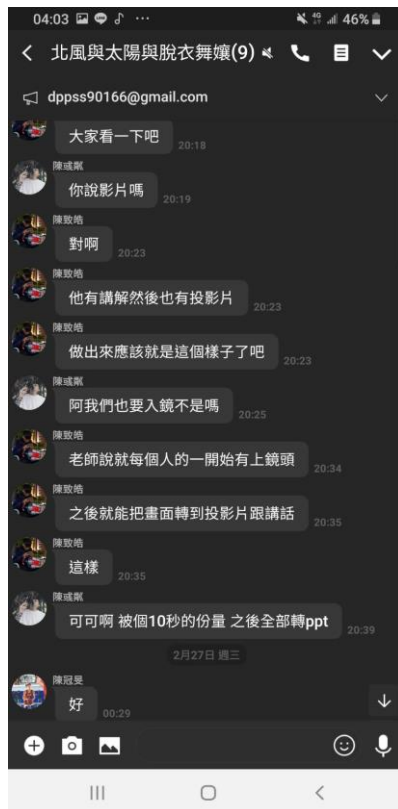 04:03
46%
北風與太陽與脫衣舞孃(9)
dppss90166@gmail.com
大家看一下吧
20:18
陳彧粼
你說影片嗎
20:19
陳致皓
對啊
20:23
陳致皓
他有講解然後也有投影片
20:23
陳致皓
做出來應該就是這個樣子了吧
20:23
阿我們也要入鏡不是嗎
20:25
陳致皓
老師說就每個人的一開始有上鏡頭
20:34
陳致皓
之後就能把畫面轉到投影片跟講話
20:35
陳致皓
這樣
20:35
可可啊 被個10秒的份量 之後全部轉ppt
20:39
2月27日 週三
陳冠旻
好
00:29